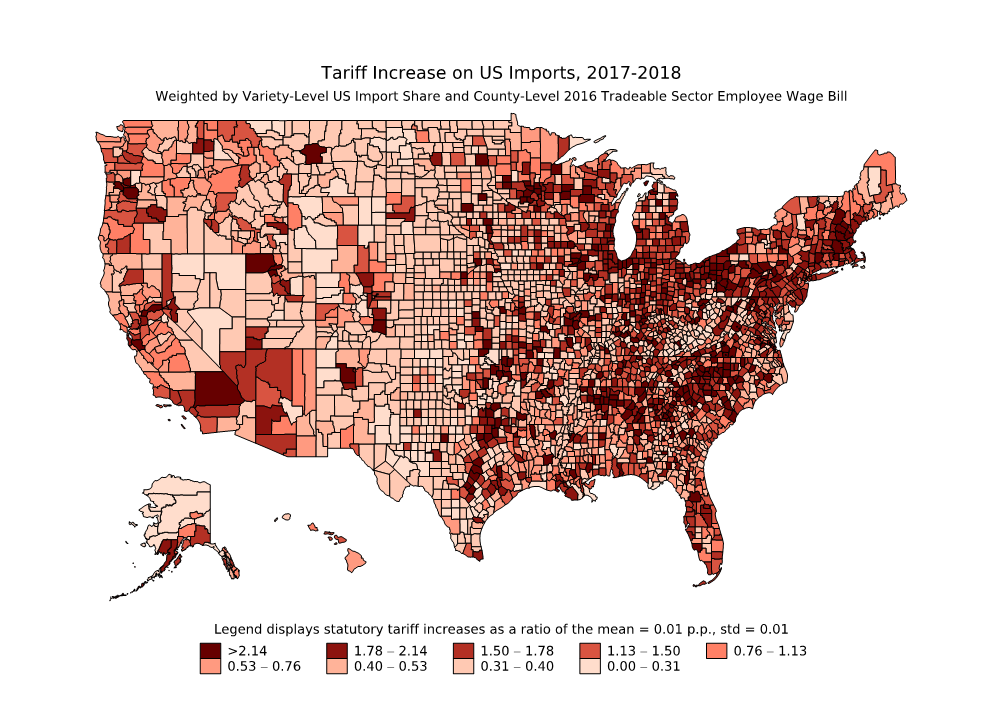 Tariff Increase on US Imports, 2017-2018
Weighted by Variety-Level US Import Share and County-Level 2016 Tradeable Sector Employee Wage Bill
Legend displays statutory tariff increases as a ratio of the mean = 0.01 p.p., std = 0.01
>2.14 1.78 – 2.14 1.50 – 1.78 1.13 – 1.50 0.76 – 1.13
0.53 – 0.76 0.40 – 0.53 0.31 – 0.40 0.00 – 0.31